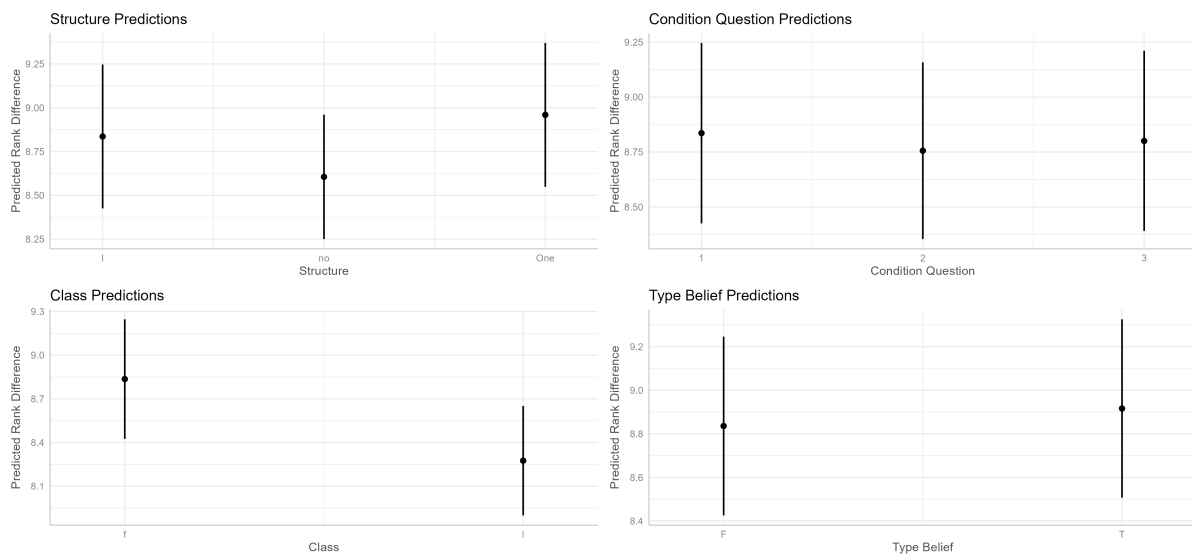 Structure Predictions
Predicted Rank Difference
9.25
9.00
8.75
8.50
8.25
I no One
Structure
Condition Question Predictions
Predicted Rank Difference
9.25
9.00
8.75
8.50
1 2 3
Condition Question
Class Predictions
Predicted Rank Difference
9.3
9.0
8.7
8.4
8.1
f l
Class
Type Belief Predictions
Predicted Rank Difference
9.2
9.0
8.8
8.6
8.4
F T
Type Belief